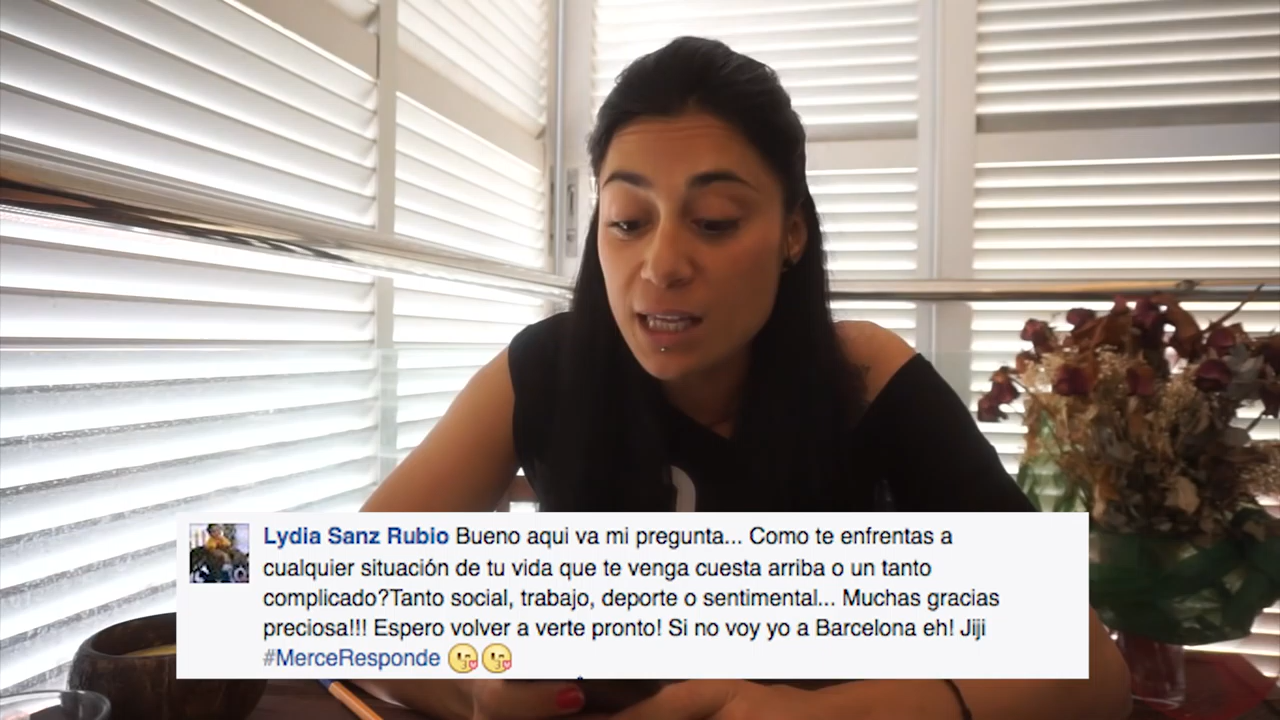 Lydia Sanz Rubio Bueno aqui va mi pregunta... Como te enfrentas a
cualquier situación de tu vida que te venga cuesta arriba o un tanto
complicado?Tanto social, trabajo, deporte o sentimental... Muchas gracias
preciosa!!! Espero volver a verte pronto! Si no voy yo a Barcelona eh! Jiji
#MerceResponde 😘😘